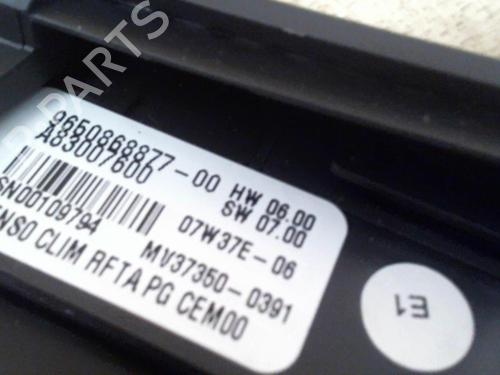 9650868877-00 HW 06.00
A83007600 SW 07.00
07W37E-06
SN00109794 MV37350-0391
NSO CLIM RFTA PG CEM00
E1
B-PARTS